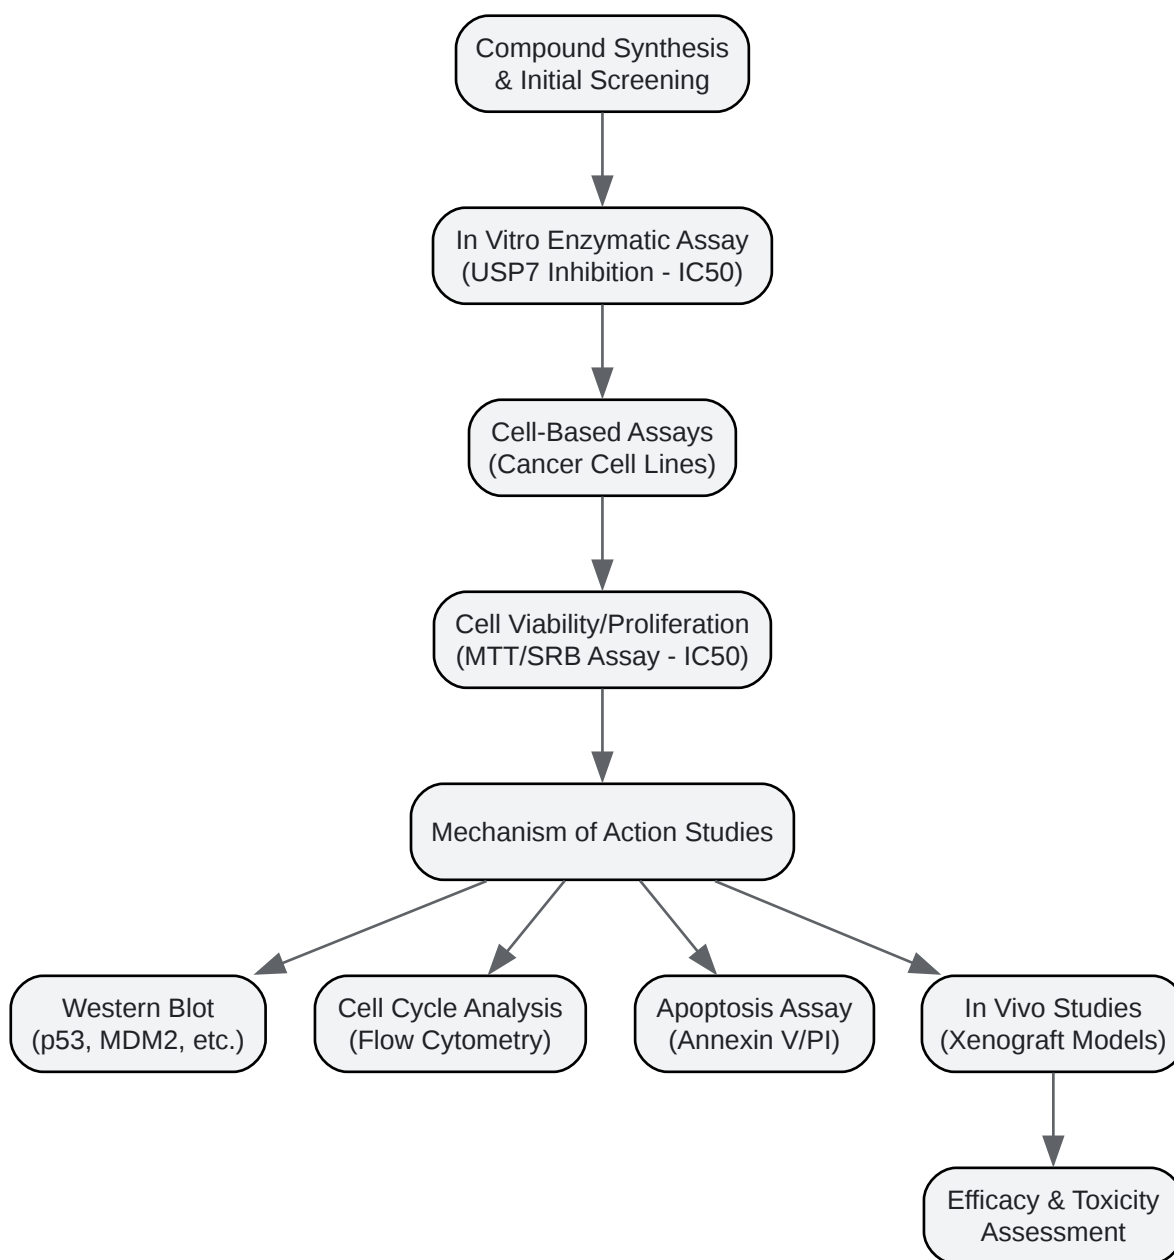 Compound Synthesis
& Initial Screening
In Vitro Enzymatic Assay
(USP7 Inhibition - IC50)
Cell-Based Assays
(Cancer Cell Lines)
Cell Viability/Proliferation
(MTT/SRB Assay - IC50)
Mechanism of Action Studies
Western Blot
(p53, MDM2, etc.)
Cell Cycle Analysis
(Flow Cytometry)
Apoptosis Assay
(Annexin V/PI)
In Vivo Studies
(Xenograft Models)
Efficacy & Toxicity
Assessment